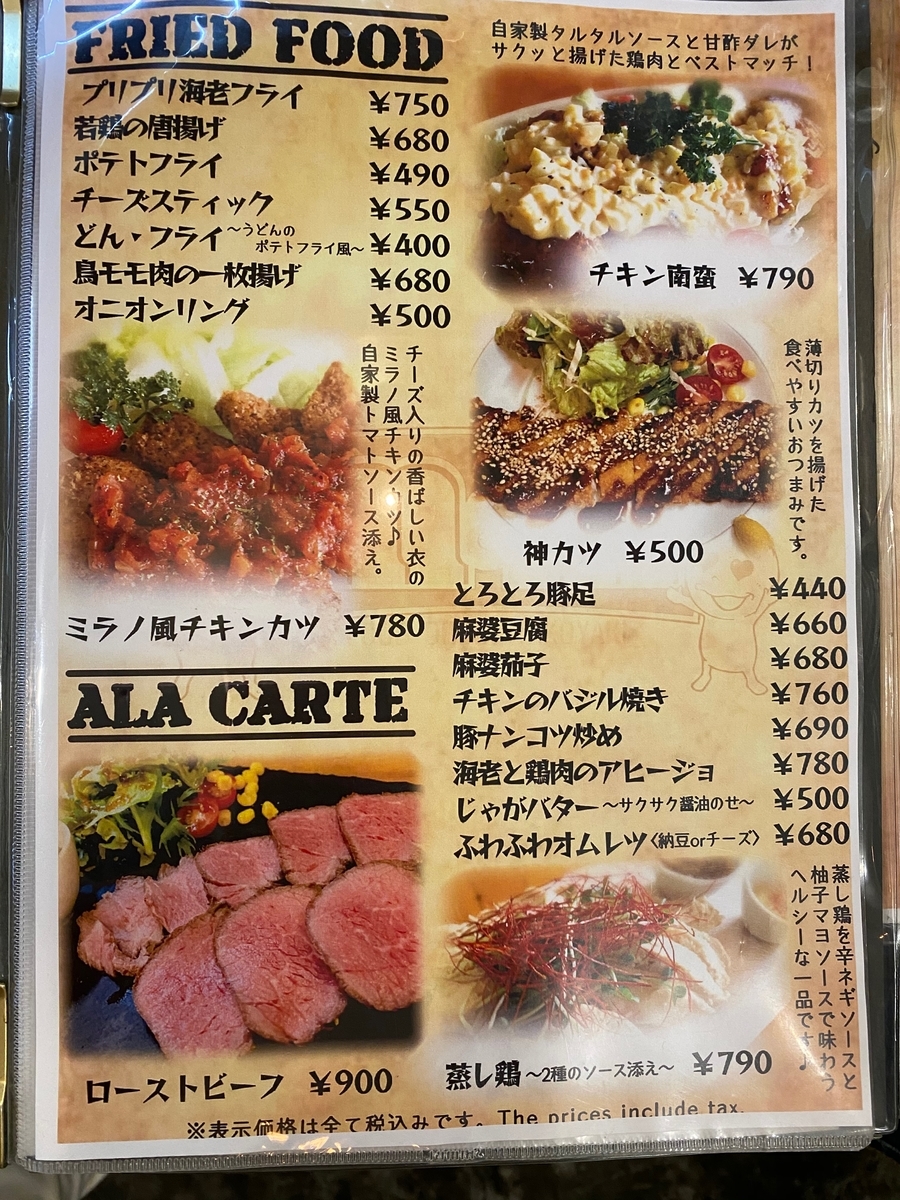 FRIED FOOD
プリプリ海老フライ ¥750
若鶏の唐揚げ ¥680
ポテトフライ ¥490
チーズスティック ¥550
どん・フライ ～うどんのポテトフライ風～ ¥400
鳥モモ肉の一枚揚げ ¥680
オニオンリング ¥500
チーズ入りの香ばしい衣の
ミラノ風チキンカツ♪
自家製トマトソース添え。
ミラノ風チキンカツ ¥780
自家製タルタルソースと甘酢ダレが
サクッと揚げた鶏肉とベストマッチ！
チキン南蛮 ¥790
薄切りカツを揚げた
食べやすいおつまみです。
神カツ ¥500
ALA CARTE
ローストビーフ ¥900
とろとろ豚足 ¥440
麻婆豆腐 ¥660
麻婆茄子 ¥680
チキンのバジル焼き ¥760
豚ナンコツ炒め ¥690
海老と鶏肉のアヒージョ ¥780
じゃがバター ～サクサク醤油のせ～ ¥500
ふわふわオムレツ〈納豆orチーズ〉 ¥680
蒸し鶏を辛ネギソースと
柚子マヨソースで味わう
ヘルシーな一品です♪
蒸し鶏 ～2種のソース添え～ ¥790
※表示価格は全て税込みです。The prices include tax.